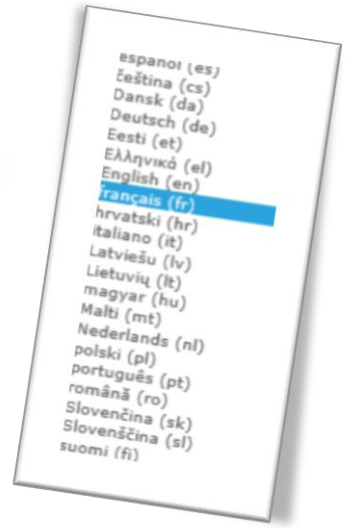 español (es)
čeština (cs)
Dansk (da)
Deutsch (de)
Eesti (et)
Ελληνικά (el)
English (en)
français (fr)
hrvatski (hr)
italiano (it)
Latviešu (lv)
Lietuvių (lt)
magyar (hu)
Malti (mt)
Nederlands (nl)
polski (pl)
português (pt)
română (ro)
Slovenčina (sk)
Slovenščina (sl)
suomi (fi)